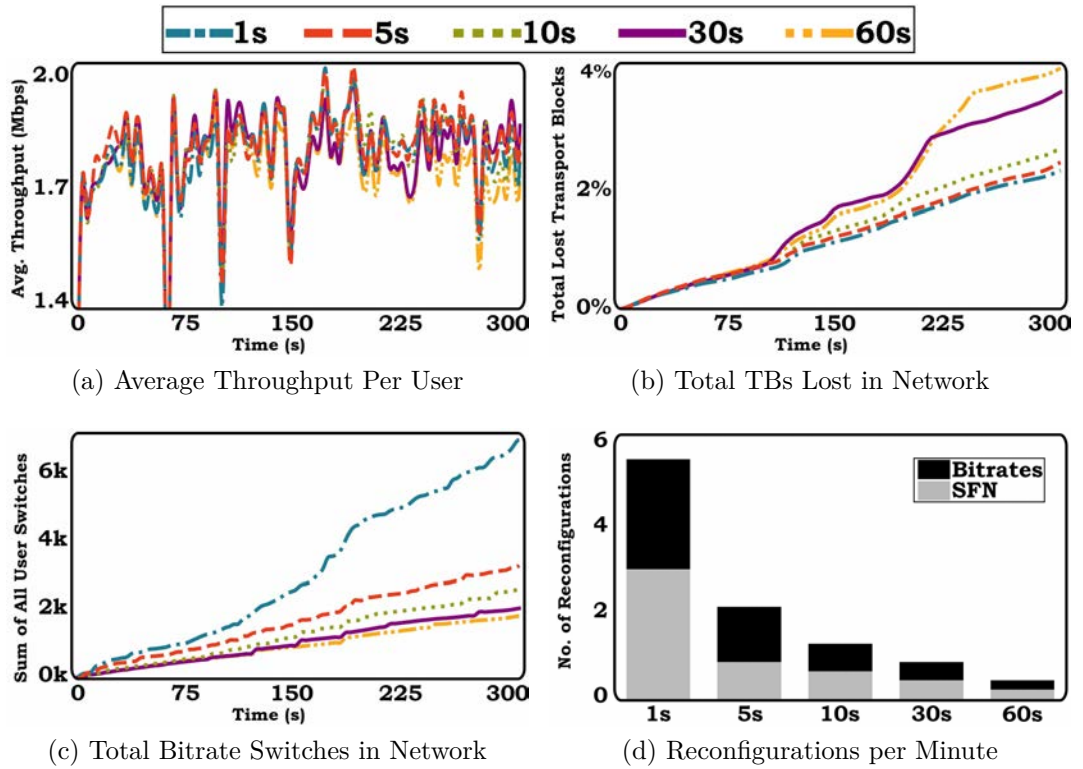 1s 5s 10s 30s 60s
Avg. Throughput (Mbps)
2.0
1.7
1.4
0 75 150 225 300
Time (s)
(a) Average Throughput Per User
Total Lost Transport Blocks
4%
2%
0%
0 75 150 225 300
Time (s)
(b) Total TBs Lost in Network
Sum of All User Switches
6k
4k
2k
0k
0 75 150 225 300
Time (s)
(c) Total Bitrate Switches in Network
No. of Reconfigurations
6
4
2
0
Bitrates
SFN
1s 5s 10s 30s 60s
(d) Reconfigurations per Minute